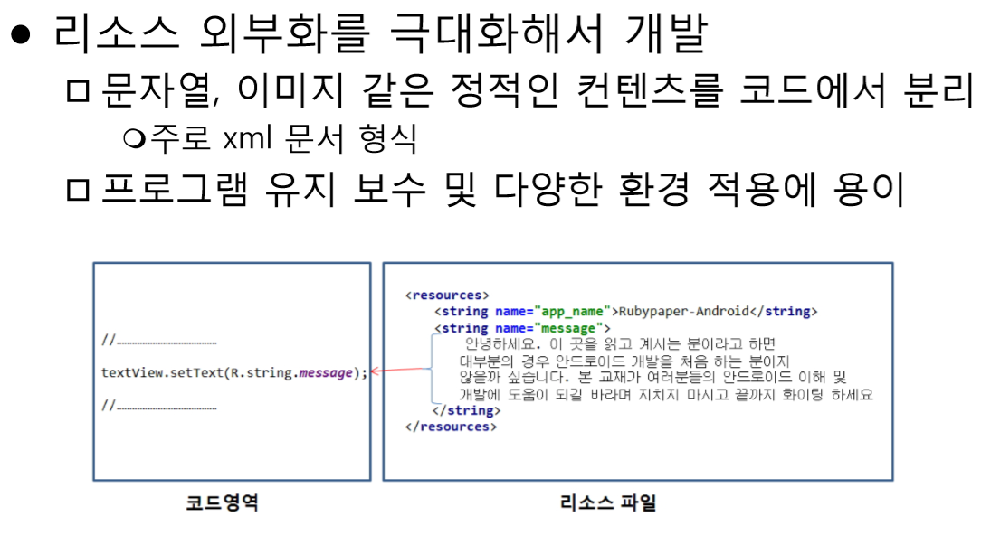 ● 리소스 외부화를 극대화해서 개발
□ 문자열, 이미지 같은 정적인 컨텐츠를 코드에서 분리
○주로 xml 문서 형식
□ 프로그램 유지 보수 및 다양한 환경 적용에 용이
//........................................
textView.setText(R.string.message);
//........................................
코드영역
<resources>
<string name="app_name">Rubypaper-Android</string>
<string name="message">
안녕하세요. 이 곳을 읽고 계시는 분이라고 하면
대부분의 경우 안드로이드 개발을 처음 하는 분이지
않을까 싶습니다. 본 교재가 여러분들의 안드로이드 이해 및
개발에 도움이 되길 바라며 지치지 마시고 끝까지 화이팅 하세요
</string>
</resources>
리소스 파일